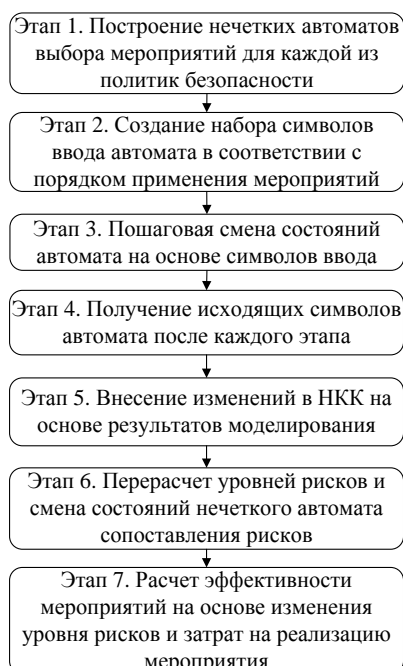 Этап 1. Построение нечетких автоматов
выбора мероприятий для каждой из
политик безопасности
Этап 2. Создание набора символов
ввода автомата в соответствии с
порядком применения мероприятий
Этап 3. Пошаговая смена состояний
автомата на основе символов ввода
Этап 4. Получение исходящих символов
автомата после каждого этапа
Этап 5. Внесение изменений в НКК на
основе результатов моделирования
Этап 6. Перерасчет уровней рисков и
смена состояний нечеткого автомата
сопоставления рисков
Этап 7. Расчет эффективности
мероприятий на основе изменения
уровня рисков и затрат на реализацию
мероприятия